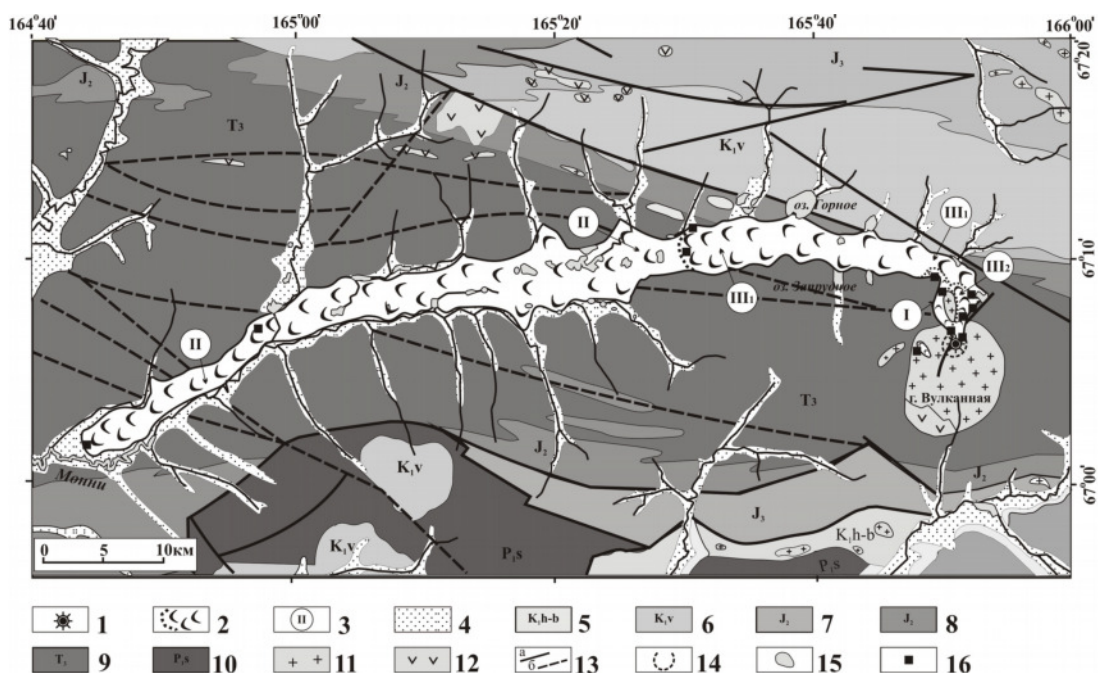 164°40' 165°00' 165°20' 165°40' 166°00'
67°20'
J₂ J₂ J₃
T₃
K₁v
оз. Горное
III₁
II
67°10'
III₂
оз. Запрудное
III₁
I
II
г. Вулканная
T₃
J₂
K₁v
J₂
67°00'
J₃
0 5 10км
K₁v
P₁s
K₁h-b
P₁s
1 2 II 3 4 K₁h-b 5 K₁v 6 J₂ 7 J₂ 8
T₃ 9 P₁s 10 11 12 а б 13 14 15 16